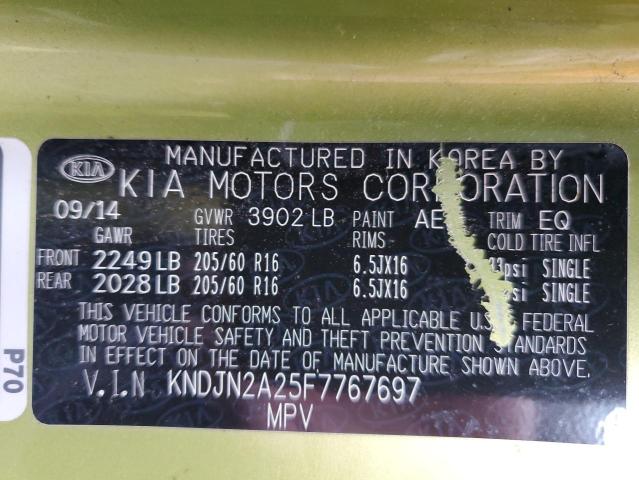 MANUFACTURED IN KOREA BY
KIA KIA MOTORS CORPORATION
09/14 GVWR 3902 LB PAINT TRIM EQ
GAWR TIRES RIMS COLD TIRE INFL
FRONT 2249 LB 205/60 R16 6.5JX16 SINGLE
REAR 2028 LB 205/60 R16 6.5JX16 psi SINGLE
THIS VEHICLE CONFORMS TO ALL APPLICABLE U.S. FEDERAL
MOTOR VEHICLE SAFETY AND THEFT PREVENTION STANDARDS
IN EFFECT ON THE DATE OF MANUFACTURE SHOWN ABOVE.
V.I.N KNDJN2A25F7767697
MPV
P70